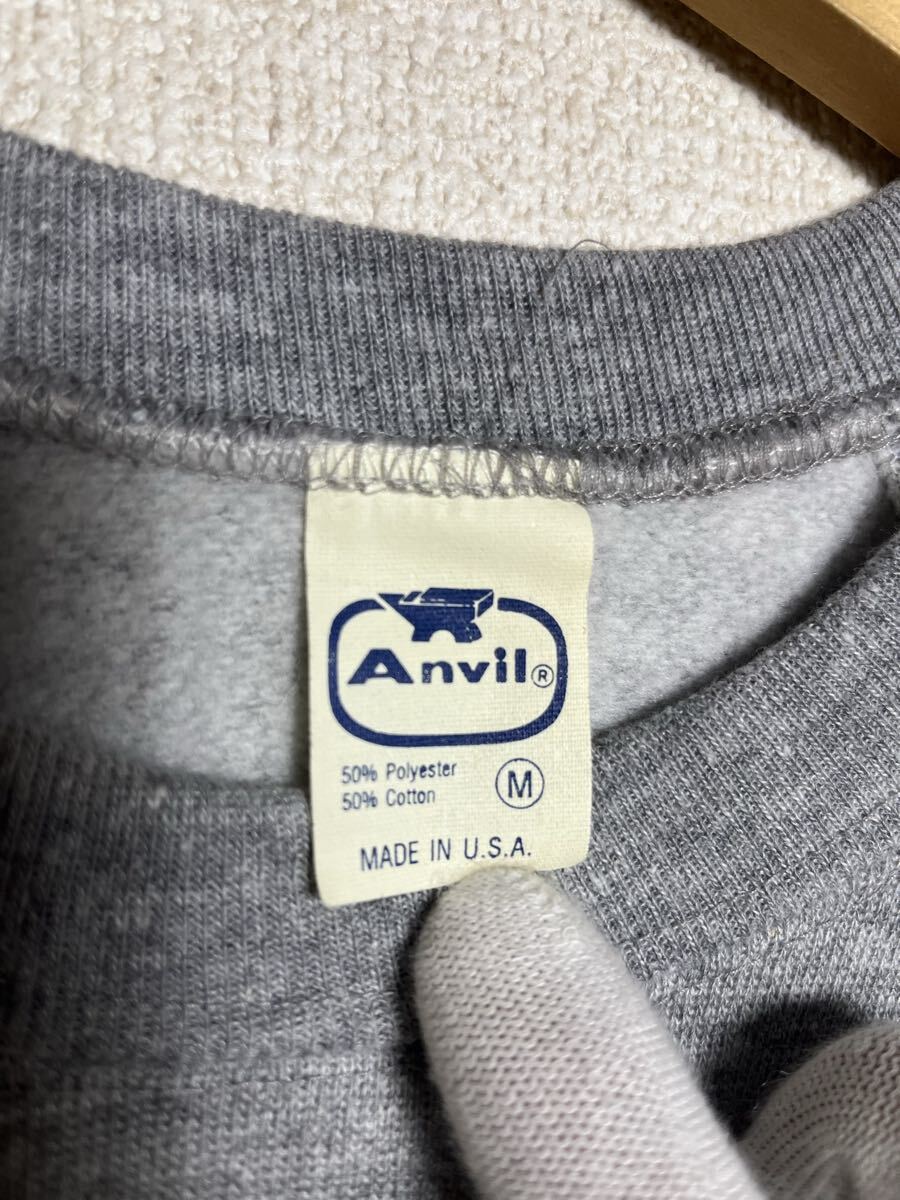 Anvil®
50% Polyester
50% Cotton
M
MADE IN U.S.A.